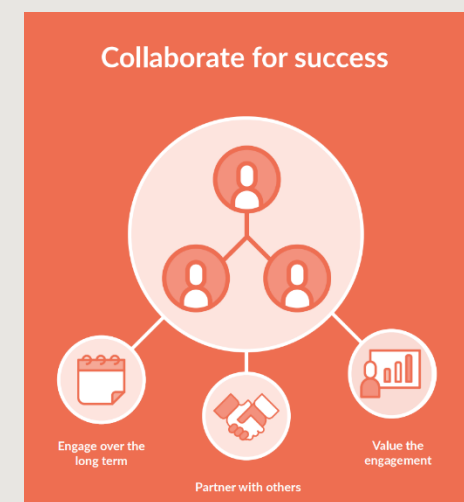 Collaborate for success
Engage over the
long term
Partner with others
Value the
engagement